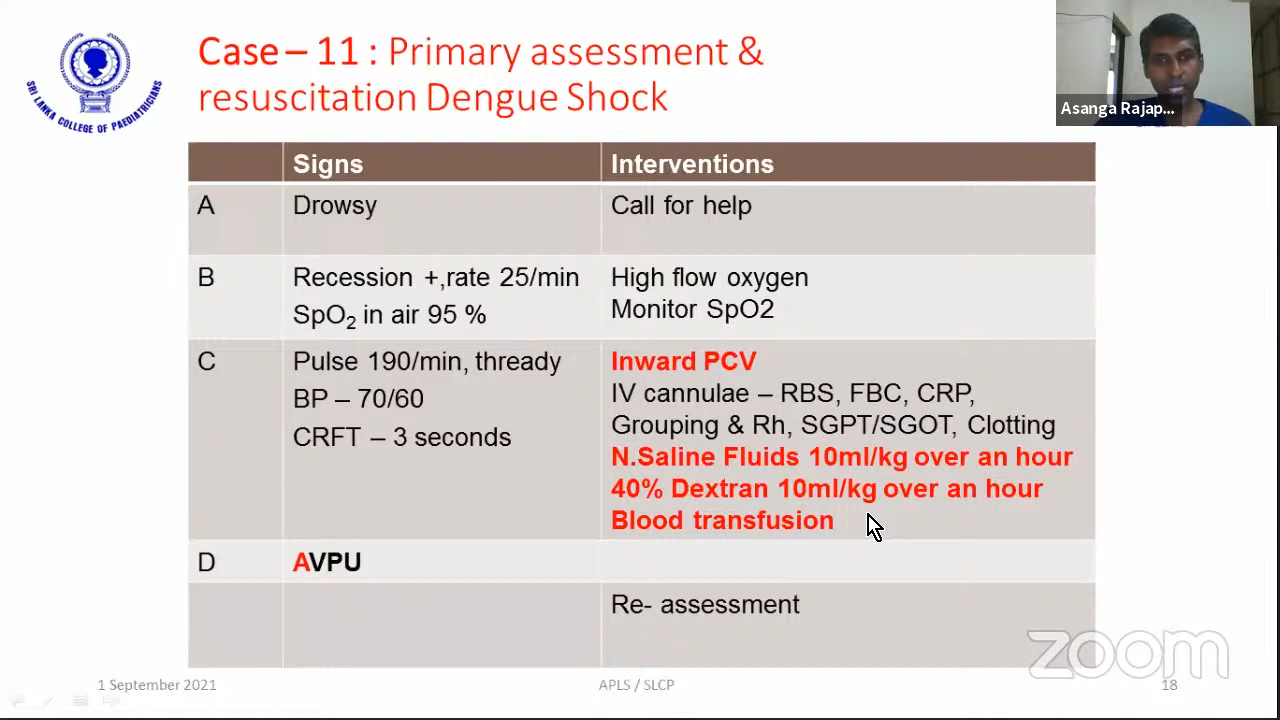 Case – 11 : Primary assessment &
resuscitation Dengue Shock
SRI LANKA COLLEGE OF PAEDIATRICIANS
Asanga Rajap...
Signs Interventions
A Drowsy Call for help
B Recession +,rate 25/min High flow oxygen
SpO2 in air 95 % Monitor SpO2
C Pulse 190/min, thready Inward PCV
BP – 70/60 IV cannulae – RBS, FBC, CRP,
CRFT – 3 seconds Grouping & Rh, SGPT/SGOT, Clotting
N.Saline Fluids 10ml/kg over an hour
40% Dextran 10ml/kg over an hour
Blood transfusion
D AVPU
Re- assessment
zoom
1 September 2021 APLS / SLCP 18